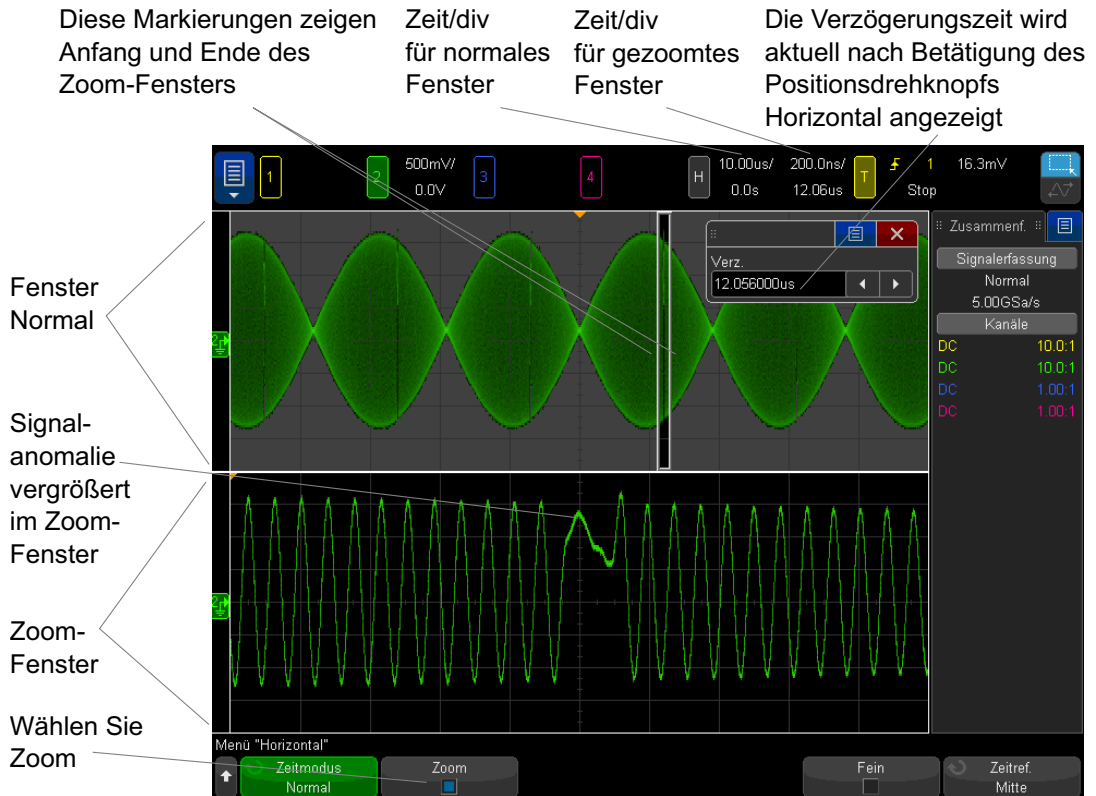 Diese Markierungen zeigen
Anfang und Ende des
Zoom-Fensters
Zeit/div
für normales
Fenster
Zeit/div
für gezoomtes
Fenster
Die Verzögerungszeit wird
aktuell nach Betätigung des
Positionsdrehknopfs
Horizontal angezeigt
1
2
500mV/
0.0V
3
4
H
10.00us/
0.0s
200.0ns/
12.06us
T
1
16.3mV
Stop
Fenster
Normal
Signal-
anomalie
vergrößert
im Zoom-
Fenster
Zoom-
Fenster
Wählen Sie
Zoom
Verz.
12.056000us
Zusammenf.
Signalerfassung
Normal
5.00GSa/s
Kanäle
DC 10.0:1
DC 10.0:1
DC 1.00:1
DC 1.00:1
2
2
Menü "Horizontal"
Zeitmodus
Normal
Zoom
Fein
Zeitref.
Mitte